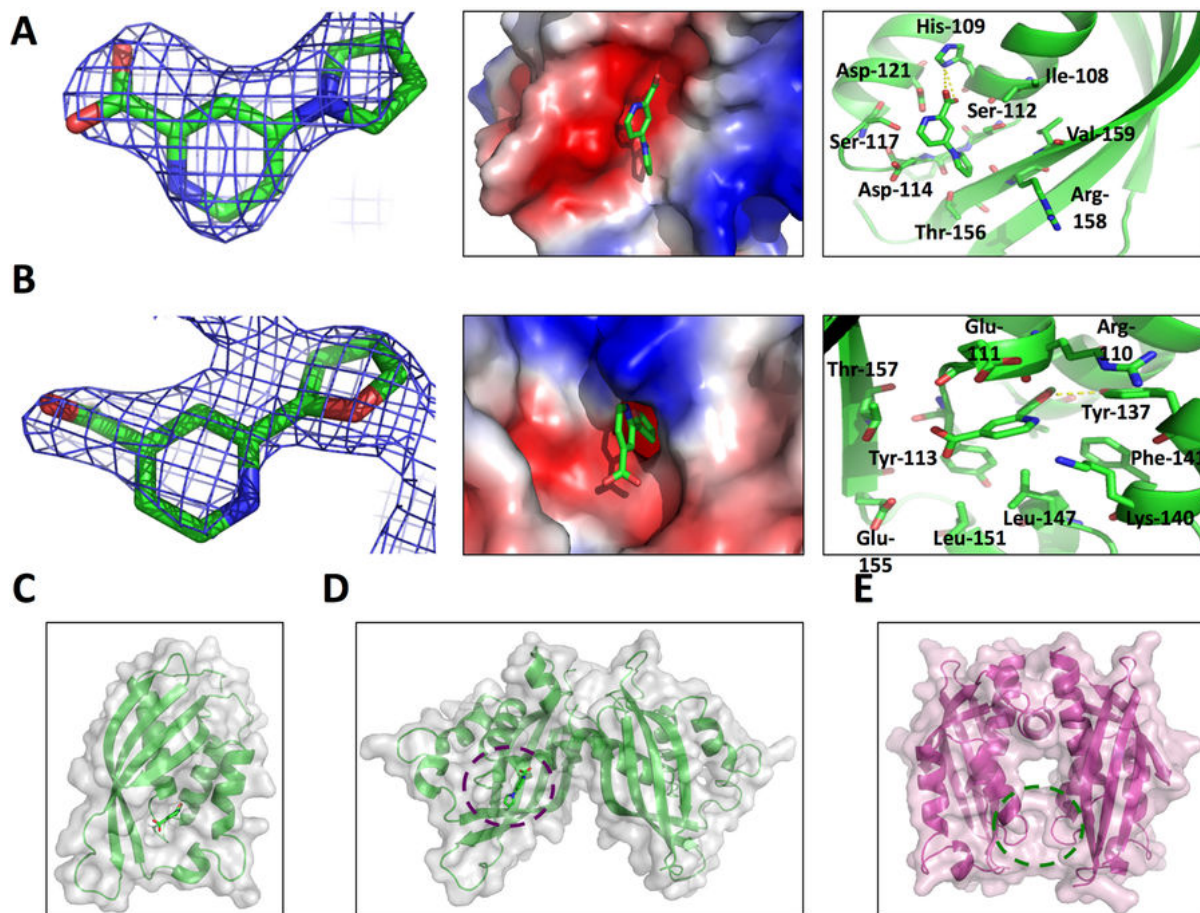 A
His-109
Asp-121
Ile-108
Ser-112
Ser-117
Val-159
Asp-114
Arg-
158
Thr-156
B
Glu-
111
Arg-
110
Thr-157
Tyr-137
Tyr-113
Phe-141
Leu-147
Lys-140
Glu-
155
Leu-151
C
D
E